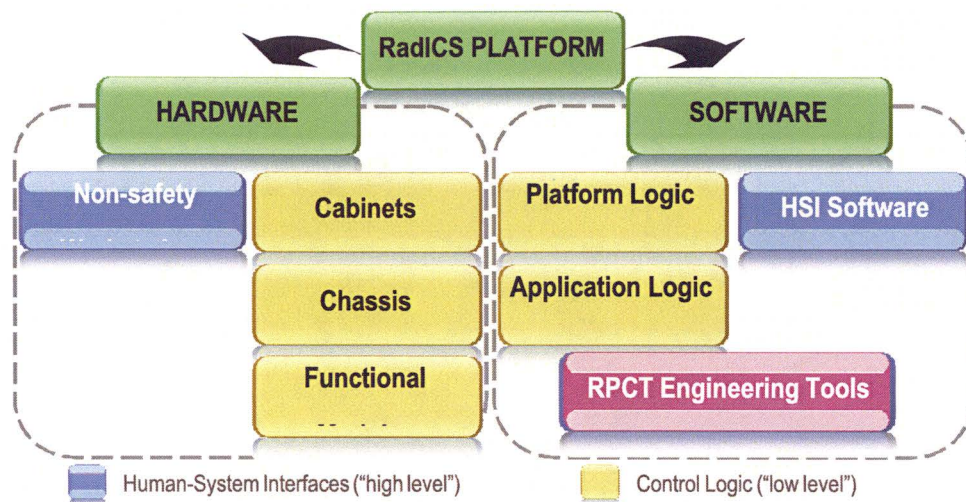 RadICS PLATFORM
HARDWARE
SOFTWARE
Non-safety
Cabinets
Platform Logic
HSI Software
Chassis
Application Logic
Functional
RPCT Engineering Tools
Human-System Interfaces (“high level”)
Control Logic (“low level”)